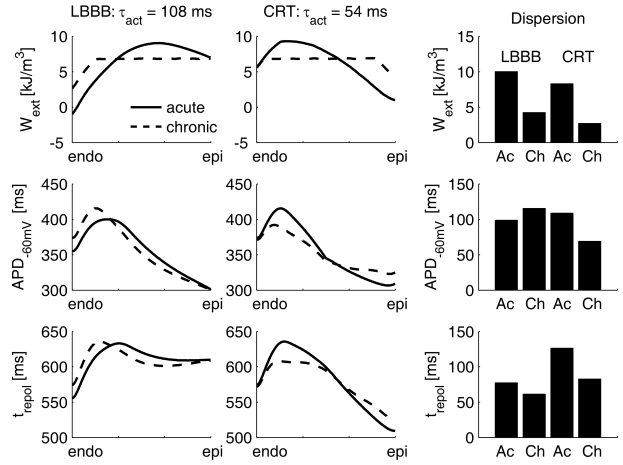 LBBB: τact = 108 ms
CRT: τact = 54 ms
Dispersion
Wext [kJ/m³]
10
5
0
-5
acute
chronic
endo epi
10
5
0
-5
endo epi
Wext [kJ/m³]
15
10
5
0
LBBB CRT
Ac Ch Ac Ch
APD-60mV [ms]
450
400
350
300
endo epi
450
400
350
300
endo epi
APD-60mV [ms]
150
100
50
0
Ac Ch Ac Ch
trepol [ms]
650
600
550
500
endo epi
650
600
550
500
endo epi
trepol [ms]
150
100
50
0
Ac Ch Ac Ch